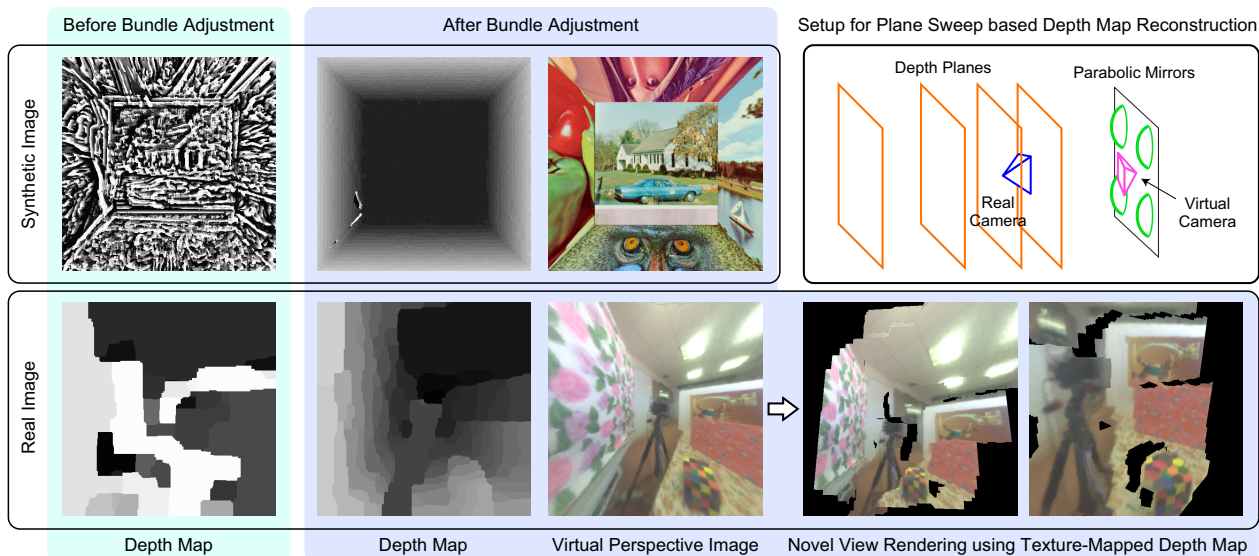 Before Bundle Adjustment
After Bundle Adjustment
Setup for Plane Sweep based Depth Map Reconstruction
Synthetic Image
Depth Planes
Parabolic Mirrors
Real
Camera
Virtual
Camera
Real Image
Depth Map
Depth Map
Virtual Perspective Image
Novel View Rendering using Texture-Mapped Depth Map